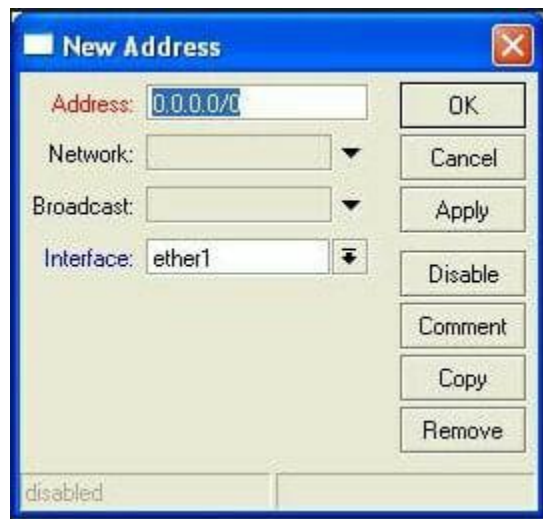 New Address
Address: 0.0.0.0/0
OK
Network:
Cancel
Broadcast:
Apply
Interface: ether1
Disable
Comment
Copy
Remove
disabled